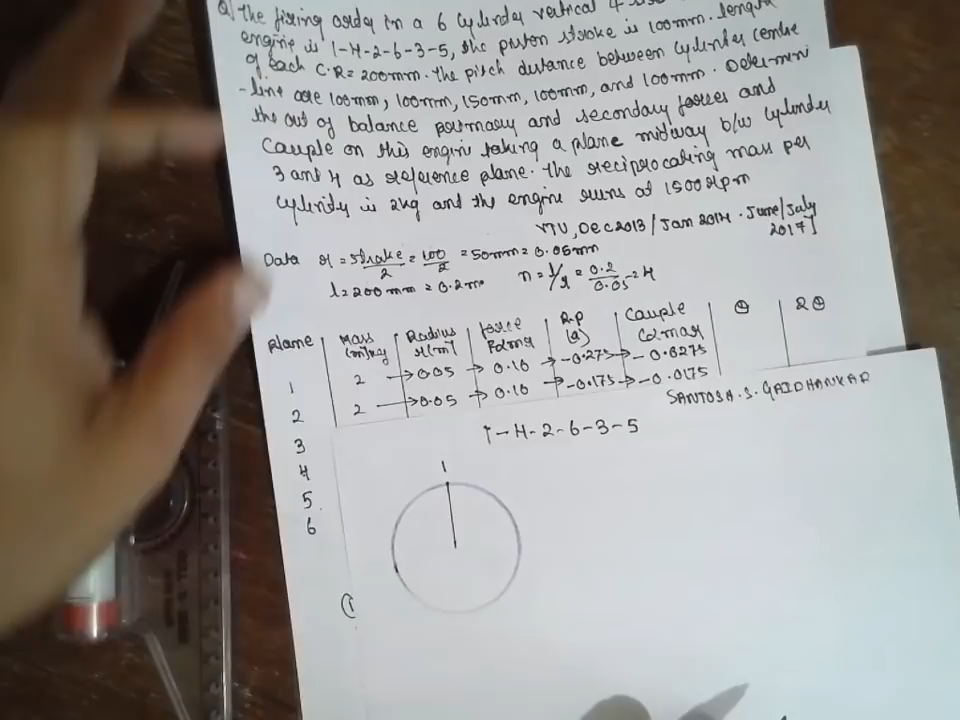 Q. The firing order in a 6 cylinder vertical 4
engine is 1-4-2-6-3-5, the piston stroke is 100mm. length
of each C.R = 200mm. the pitch distance between cylinder centre
-line are 100mm, 100mm, 150mm, 100mm, and 100mm. Determini
the out of balance primary and secondary forces and
Couple on this engine taking a plane midway b/w cylinder
3 and 4 as reference plane. the reciprocating mass per
cylinder is 2kg and the engine runs at 1500rpm
VTU, Dec2013/Jan 2014. June/July
2017]
Data r = stroke/2 = 100/2 = 50mm = 0.05mm
l=200mm = 0.2m n = l/r = 0.2/0.05 = 4
Plane Mass (m)kg Radius r(m) force P∝mr R.P (a) Couple C∝mar θ 2θ
1 2 0.05 0.10 -0.275 -0.0275
2 2 0.05 0.10 -0.175 -0.0175
3
4
5
6
SANTOSH.S. GAIDHANKAR
1-4-2-6-3-5
1
(1